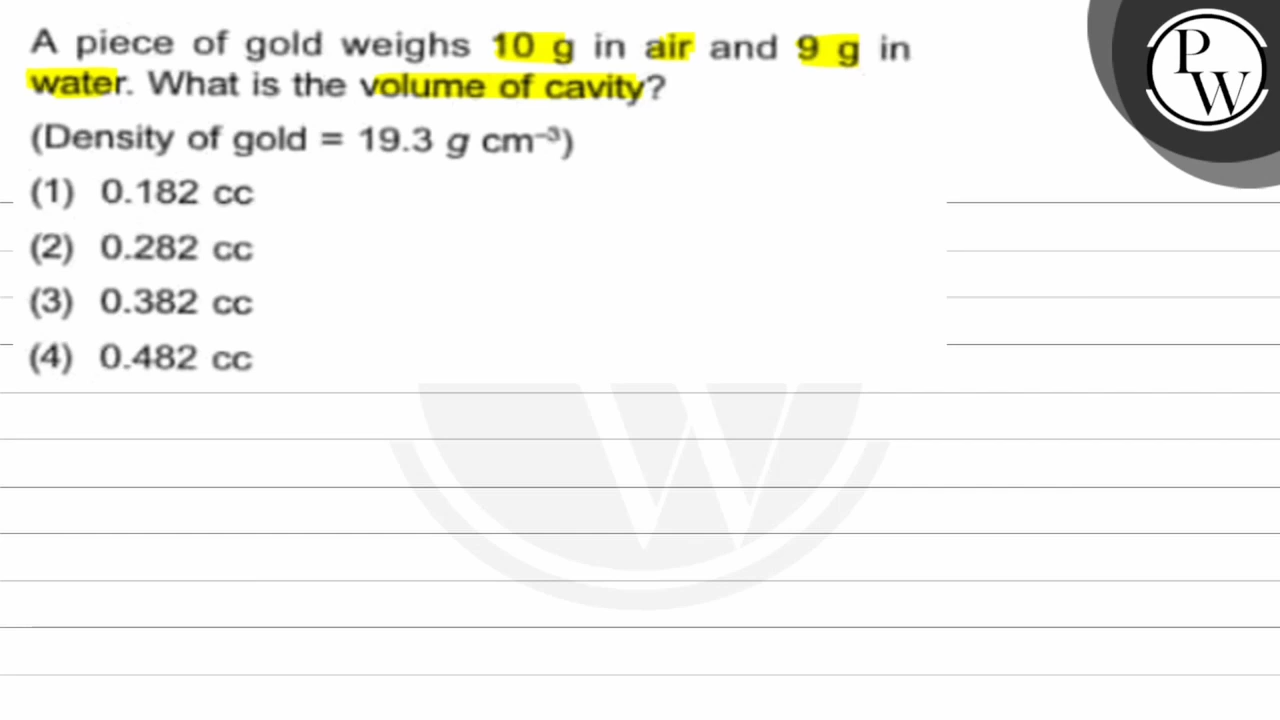 A piece of gold weighs 10 g in air and 9 g in
water. What is the volume of cavity?
(Density of gold = 19.3 g cm⁻³)
(1) 0.182 cc
(2) 0.282 cc
(3) 0.382 cc
(4) 0.482 cc
PW